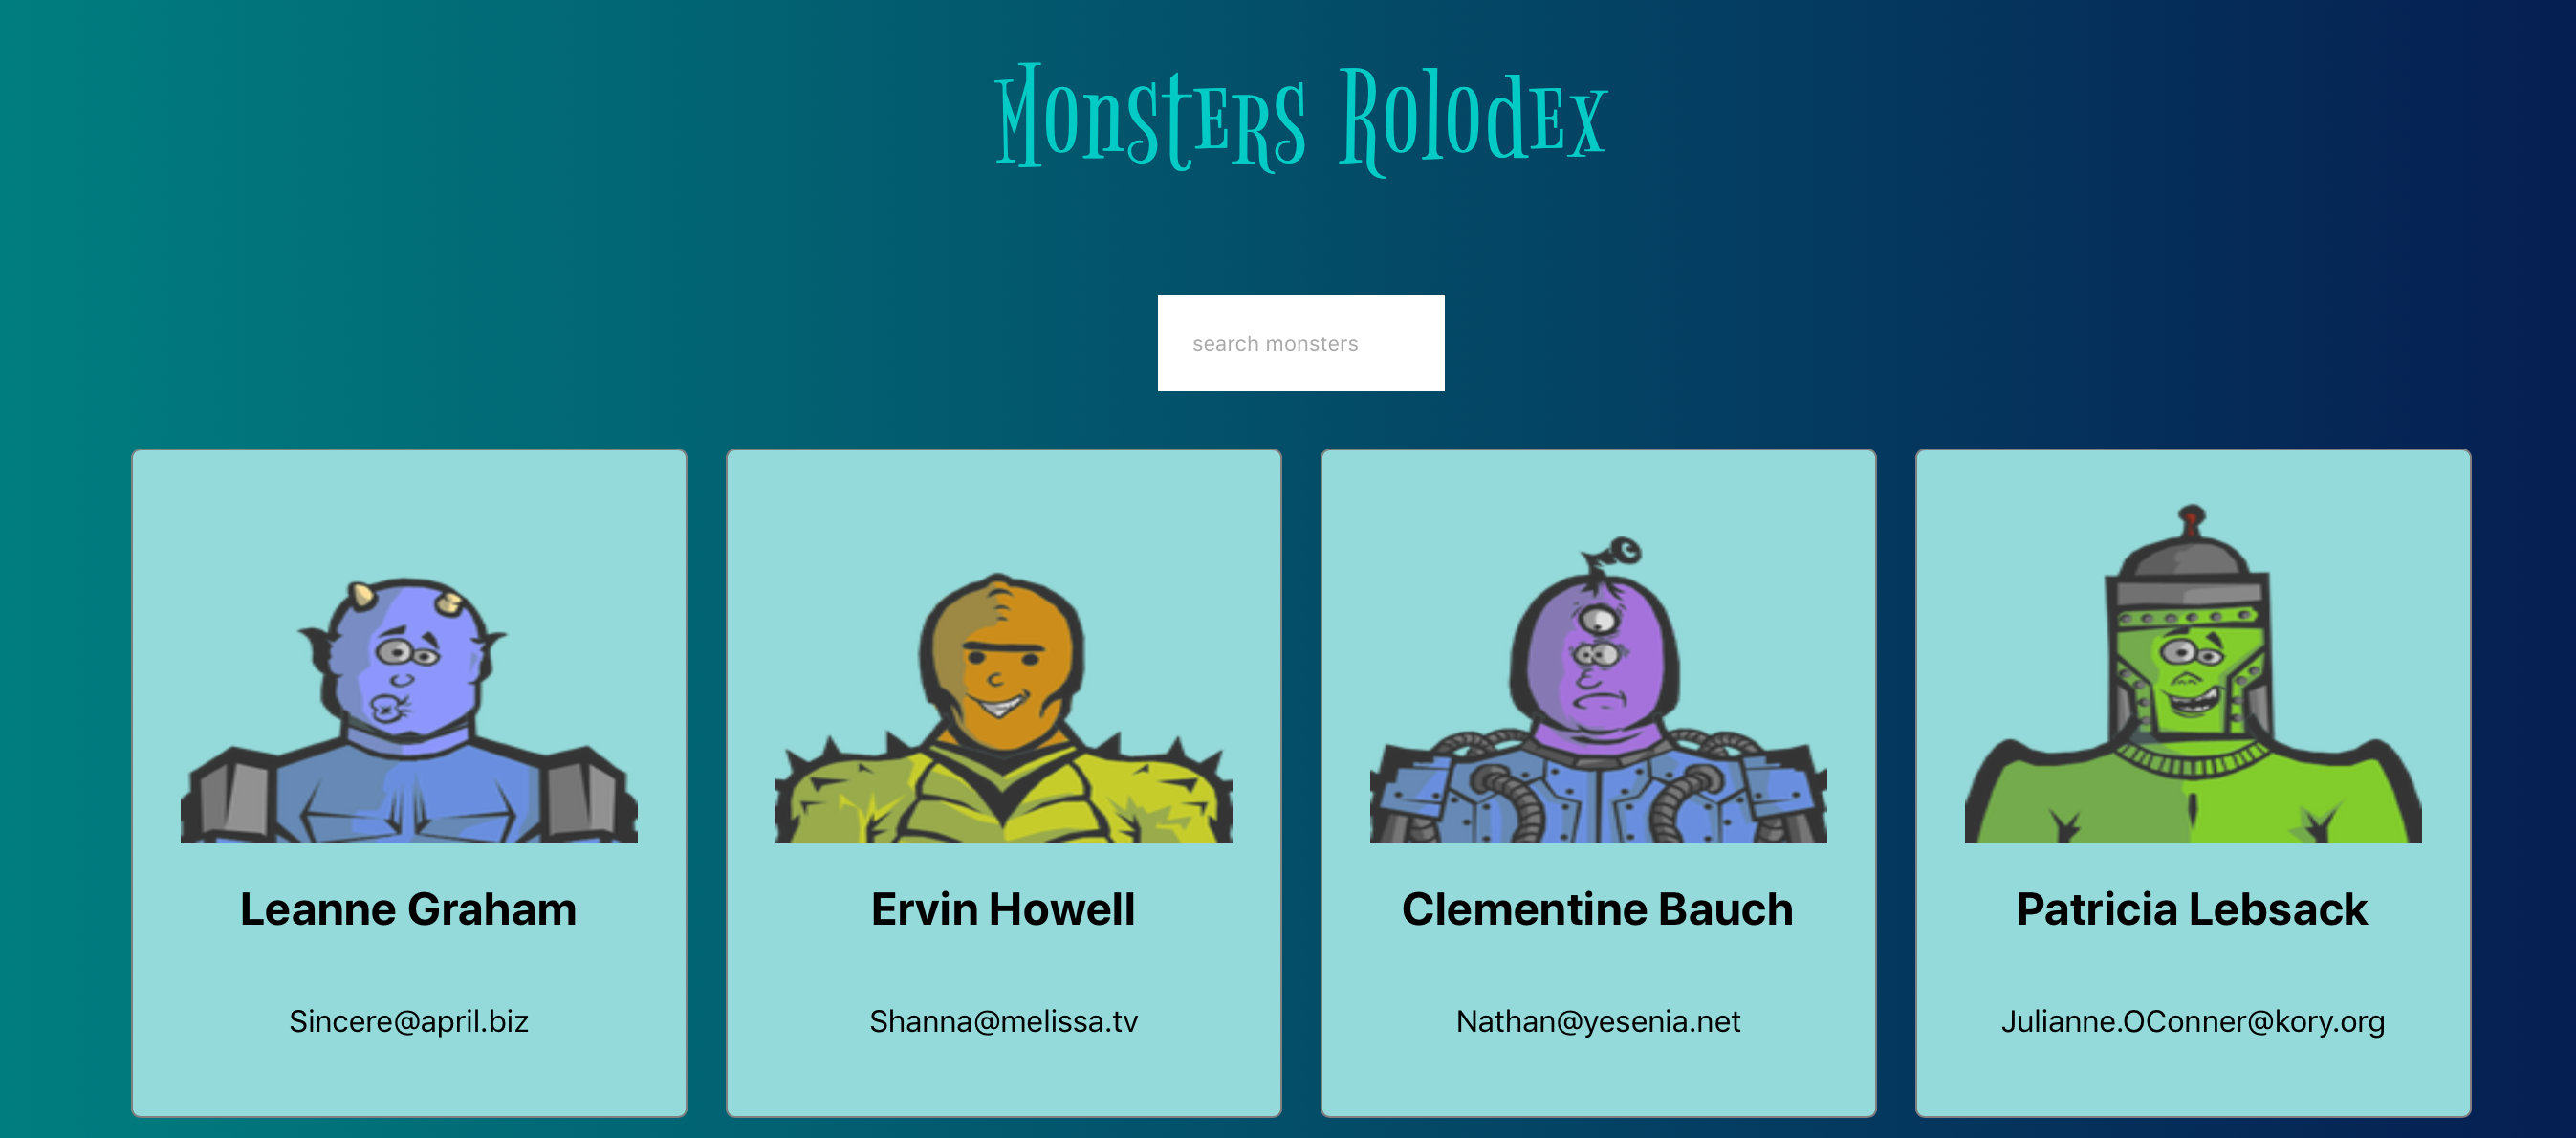 Monsters Rolodex
search monsters
Leanne Graham
Sincere@april.biz
Ervin Howell
Shanna@melissa.tv
Clementine Bauch
Nathan@yesenia.net
Patricia Lebsack
Julianne.OConner@kory.org